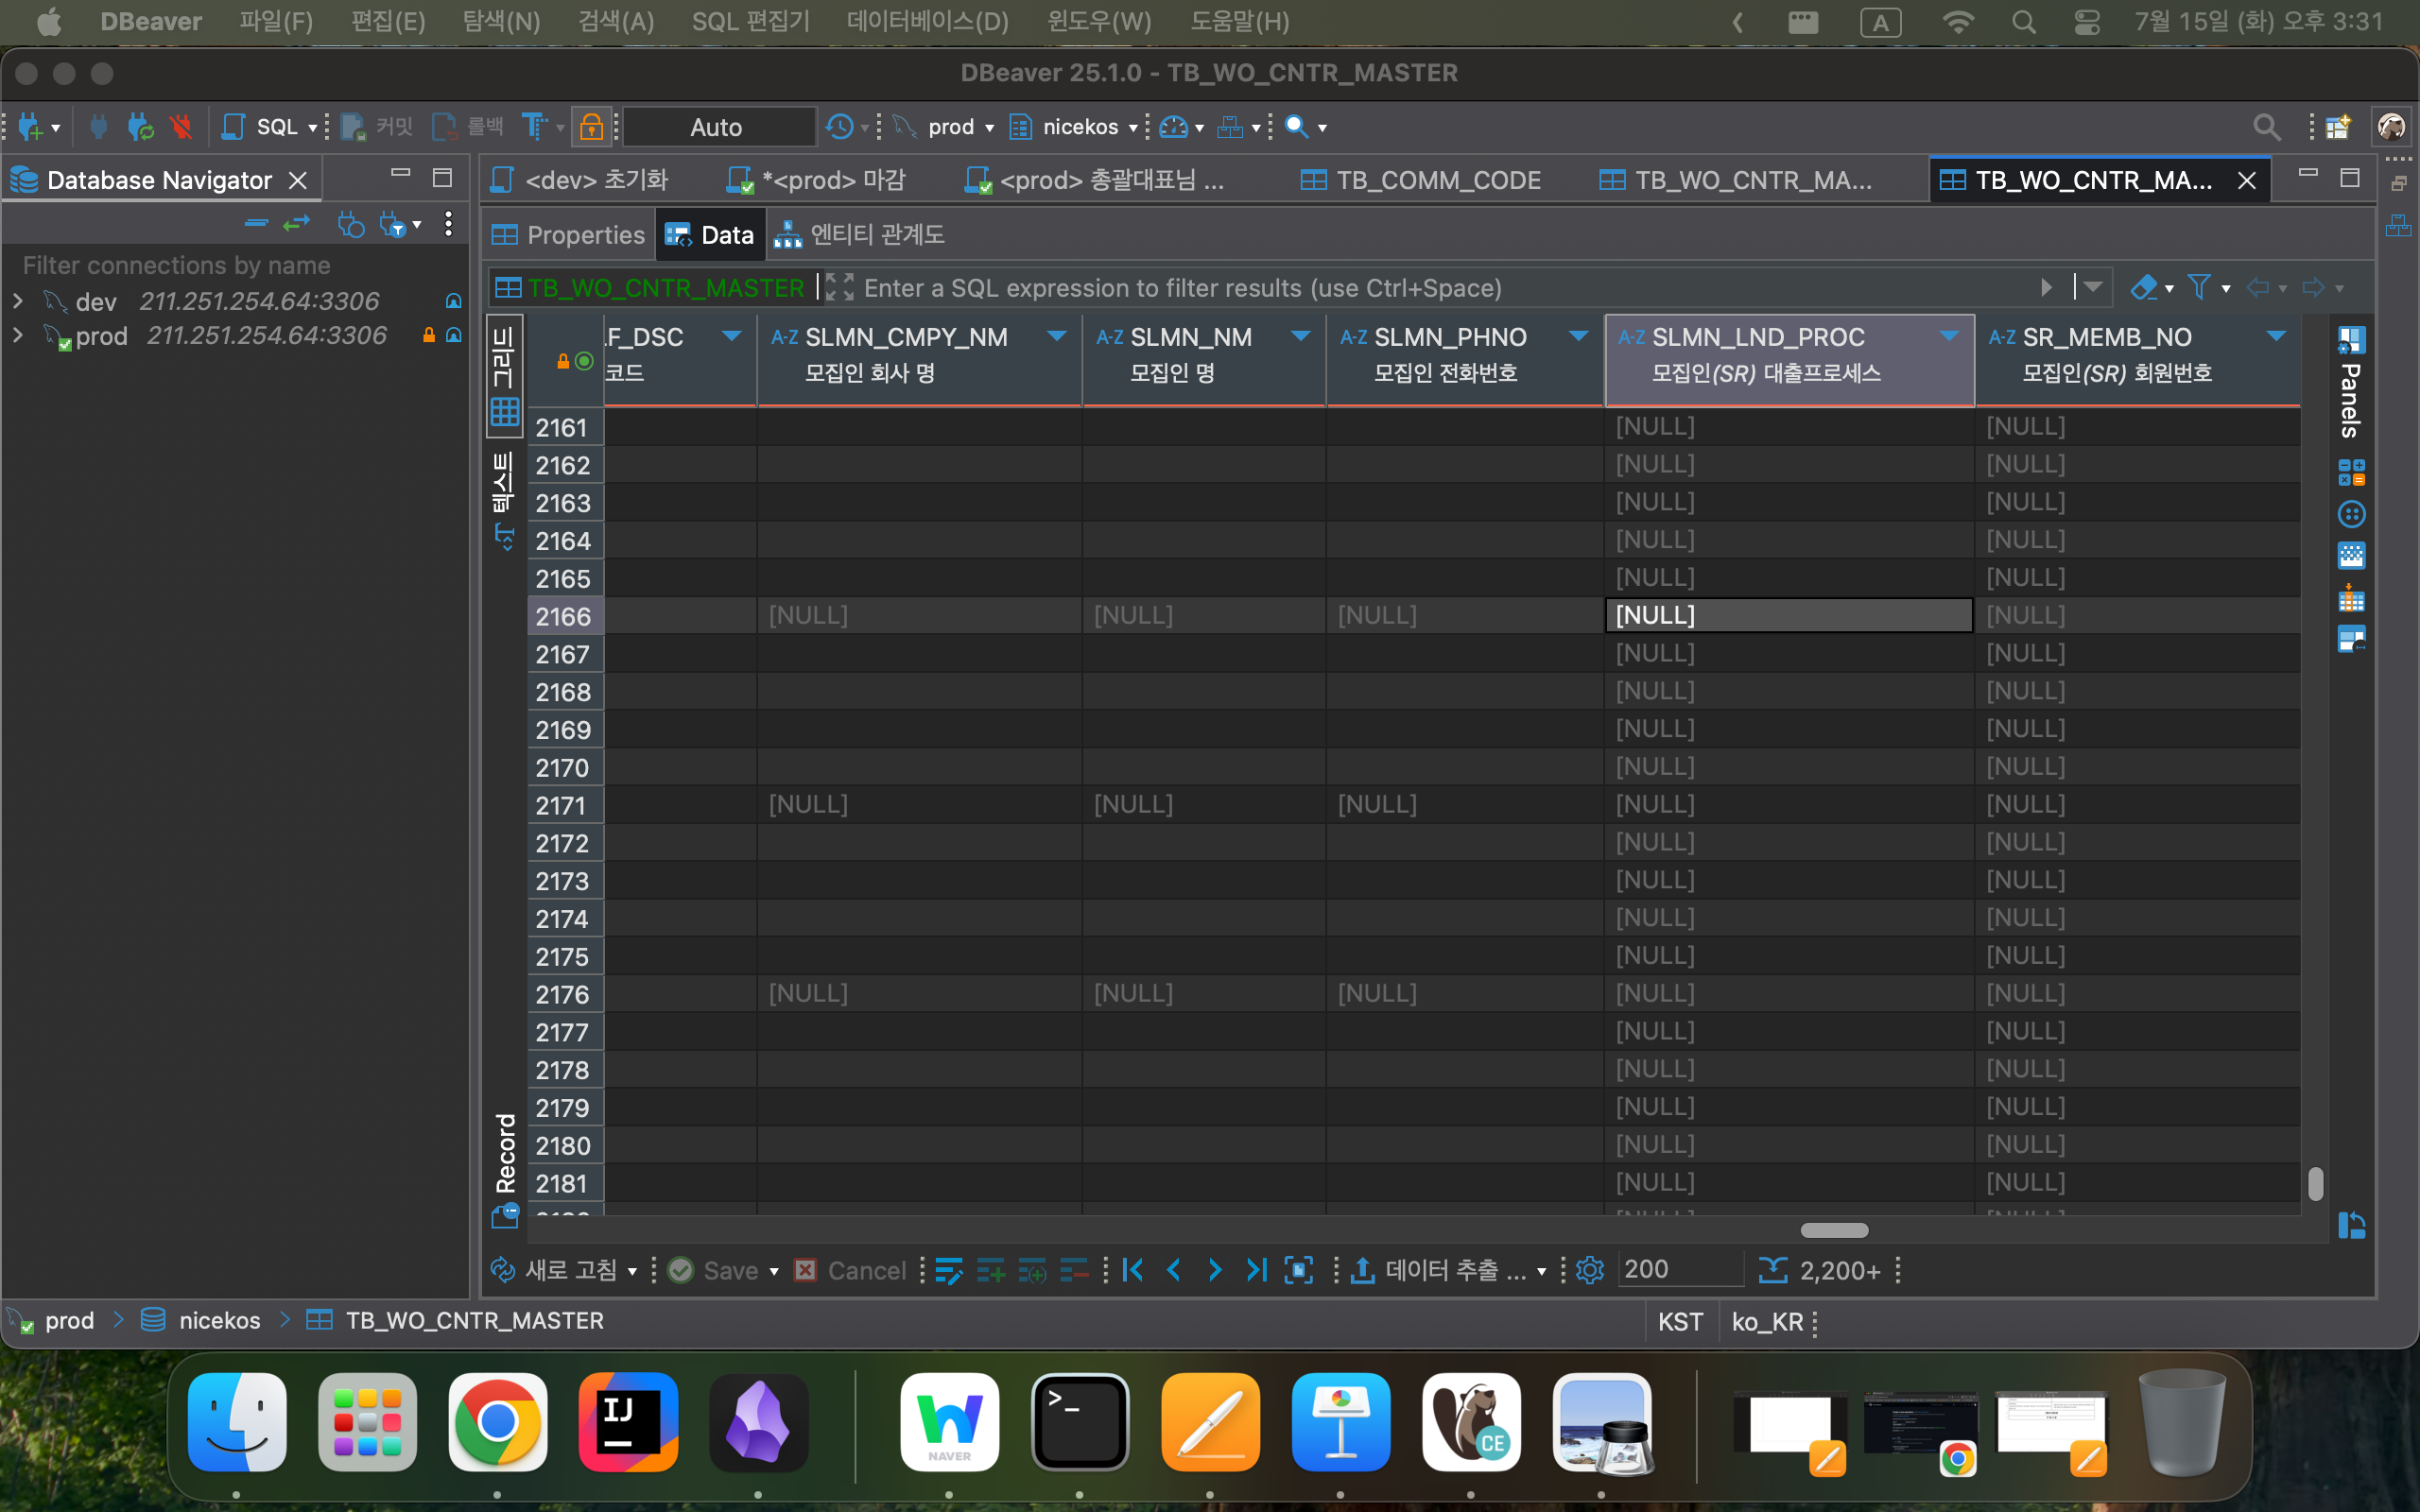 DBeaver 파일(F) 편집(E) 탐색(N) 검색(A) SQL 편집기 데이터베이스(D) 윈도우(W) 도움말(H) A 7월 15일 (화) 오후 3:31
DBeaver 25.1.0 - TB_WO_CNTR_MASTER
SQL 커밋 롤백 Auto prod nicekos
Database Navigator
<dev> 초기화 *<prod> 마감 <prod> 총괄대표님 ... TB_COMM_CODE TB_WO_CNTR_MA... TB_WO_CNTR_MA...
Properties Data 엔티티 관계도
Filter connections by name
TB_WO_CNTR_MASTER Enter a SQL expression to filter results (use Ctrl+Space)
dev 211.251.254.64:3306
prod 211.251.254.64:3306
그리드
텍스트
Record
Panels
F_DSC A-Z SLMN_CMPY_NM A-Z SLMN_NM A-Z SLMN_PHNO A-Z SLMN_LND_PROC A-Z SR_MEMB_NO
코드 모집인 회사 명 모집인 명 모집인 전화번호 모집인(SR) 대출프로세스 모집인(SR) 회원번호
2161 [NULL] [NULL]
2162 [NULL] [NULL]
2163 [NULL] [NULL]
2164 [NULL] [NULL]
2165 [NULL] [NULL]
2166 [NULL] [NULL] [NULL] [NULL] [NULL]
2167 [NULL] [NULL]
2168 [NULL] [NULL]
2169 [NULL] [NULL]
2170 [NULL] [NULL]
2171 [NULL] [NULL] [NULL] [NULL] [NULL]
2172 [NULL] [NULL]
2173 [NULL] [NULL]
2174 [NULL] [NULL]
2175 [NULL] [NULL]
2176 [NULL] [NULL] [NULL] [NULL] [NULL]
2177 [NULL] [NULL]
2178 [NULL] [NULL]
2179 [NULL] [NULL]
2180 [NULL] [NULL]
2181 [NULL] [NULL]
새로 고침 Save Cancel 데이터 추출 ... 200 2,200+
prod nicekos TB_WO_CNTR_MASTER KST ko_KR
IJ
NAVER
CE